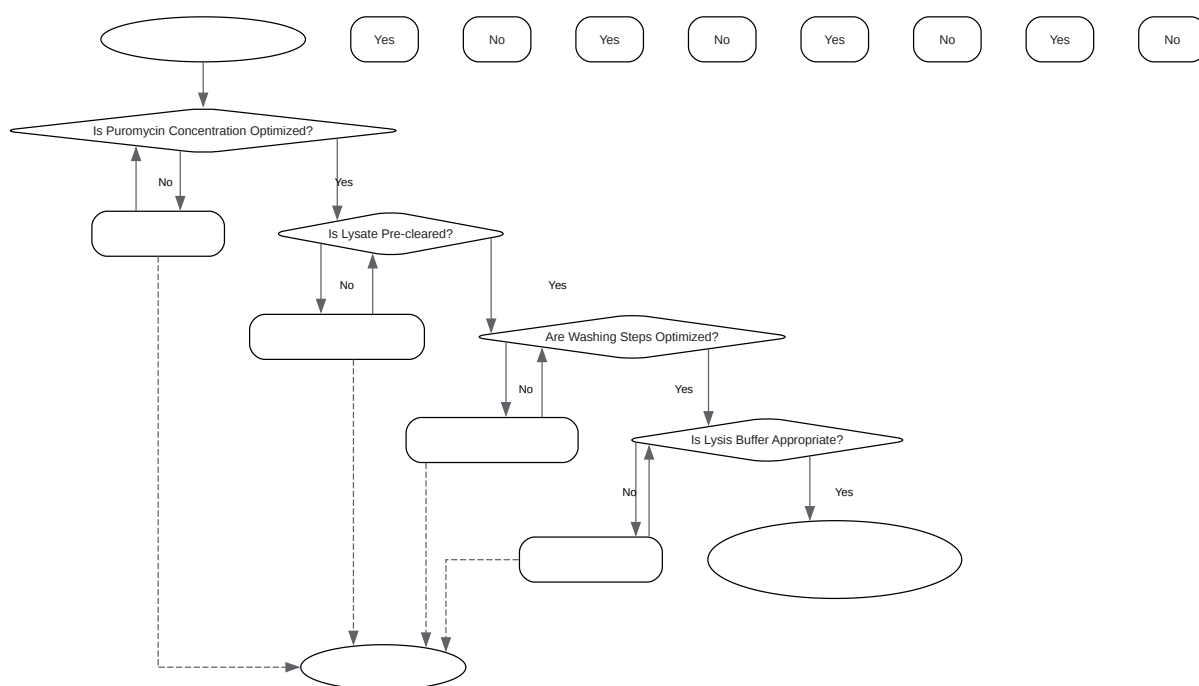 Yes
No
Yes
No
Yes
No
Yes
No
Is Puromycin Concentration Optimized?
No
Yes
Is Lysate Pre-cleared?
No
Yes
Are Washing Steps Optimized?
No
Yes
Is Lysis Buffer Appropriate?
No
Yes